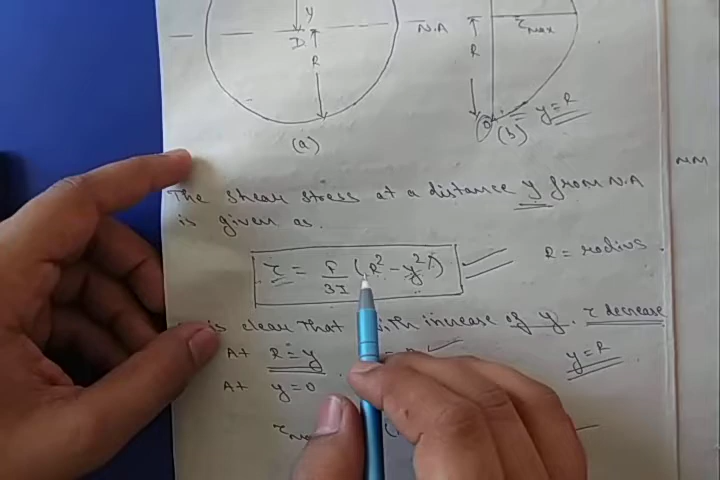 y
D
N.A
R
τmax
R
y=R
(a)
(b)
The shear stress at a distance y from N.A
is given as.
τ = F/3I (R² - y²)
R = radius
is clear that with increase of y. τ decrease
At R = y
y=R
At y=0